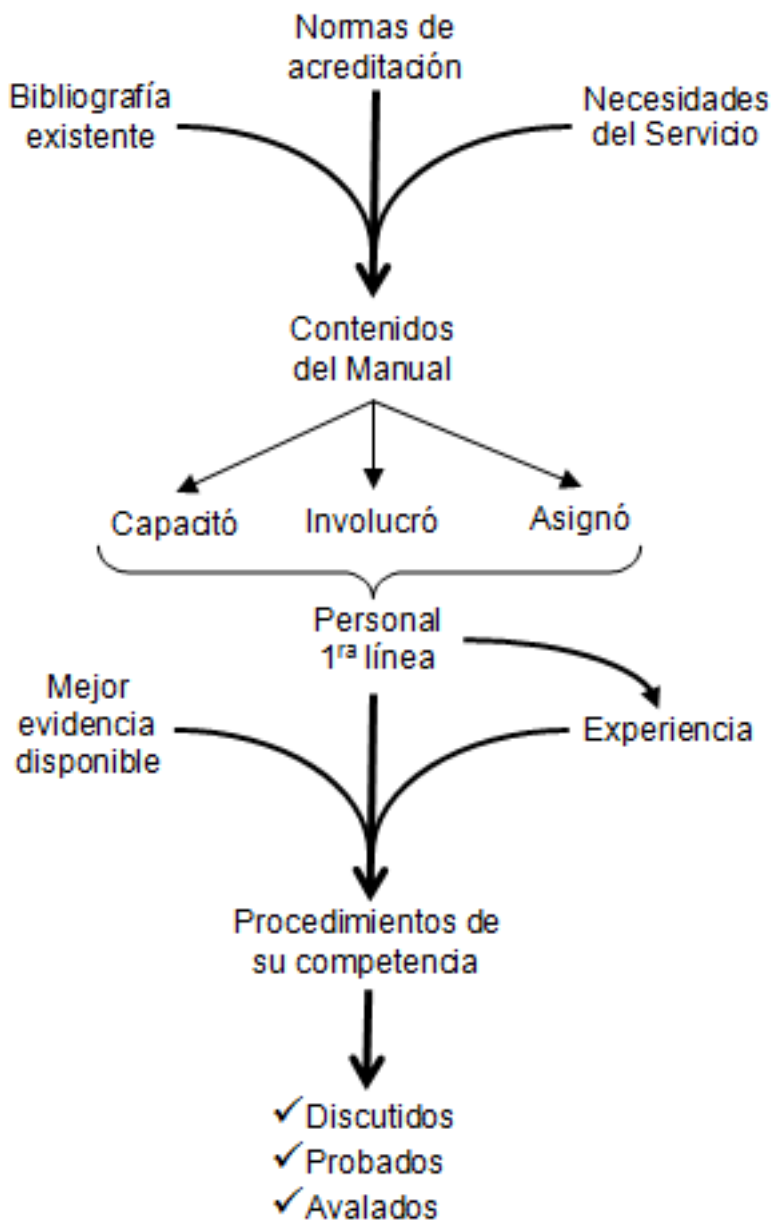 Normas de
acreditación
Bibliografía
existente
Necesidades
del Servicio
Contenidos
del Manual
Capacitó
Involucró
Asignó
Personal
1ra línea
Mejor
evidencia
disponible
Experiencia
Procedimientos de
su competencia
✓Discutidos
✓Probados
✓Avalados